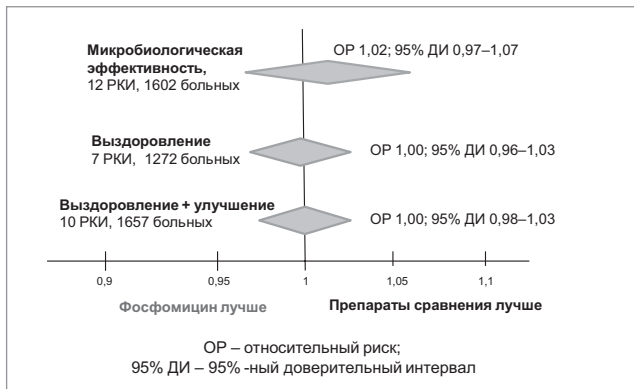 Микробиологическая
эффективность,
12 РКИ, 1602 больных
ОР 1,02; 95% ДИ 0,97–1,07
Выздоровление
7 РКИ, 1272 больных
ОР 1,00; 95% ДИ 0,96–1,03
Выздоровление + улучшение
10 РКИ, 1657 больных
ОР 1,00; 95% ДИ 0,98–1,03
0,9 0,95 1 1,05 1,1
Фосфомицин лучше Препараты сравнения лучше
ОР – относительный риск;
95% ДИ – 95% -ный доверительный интервал